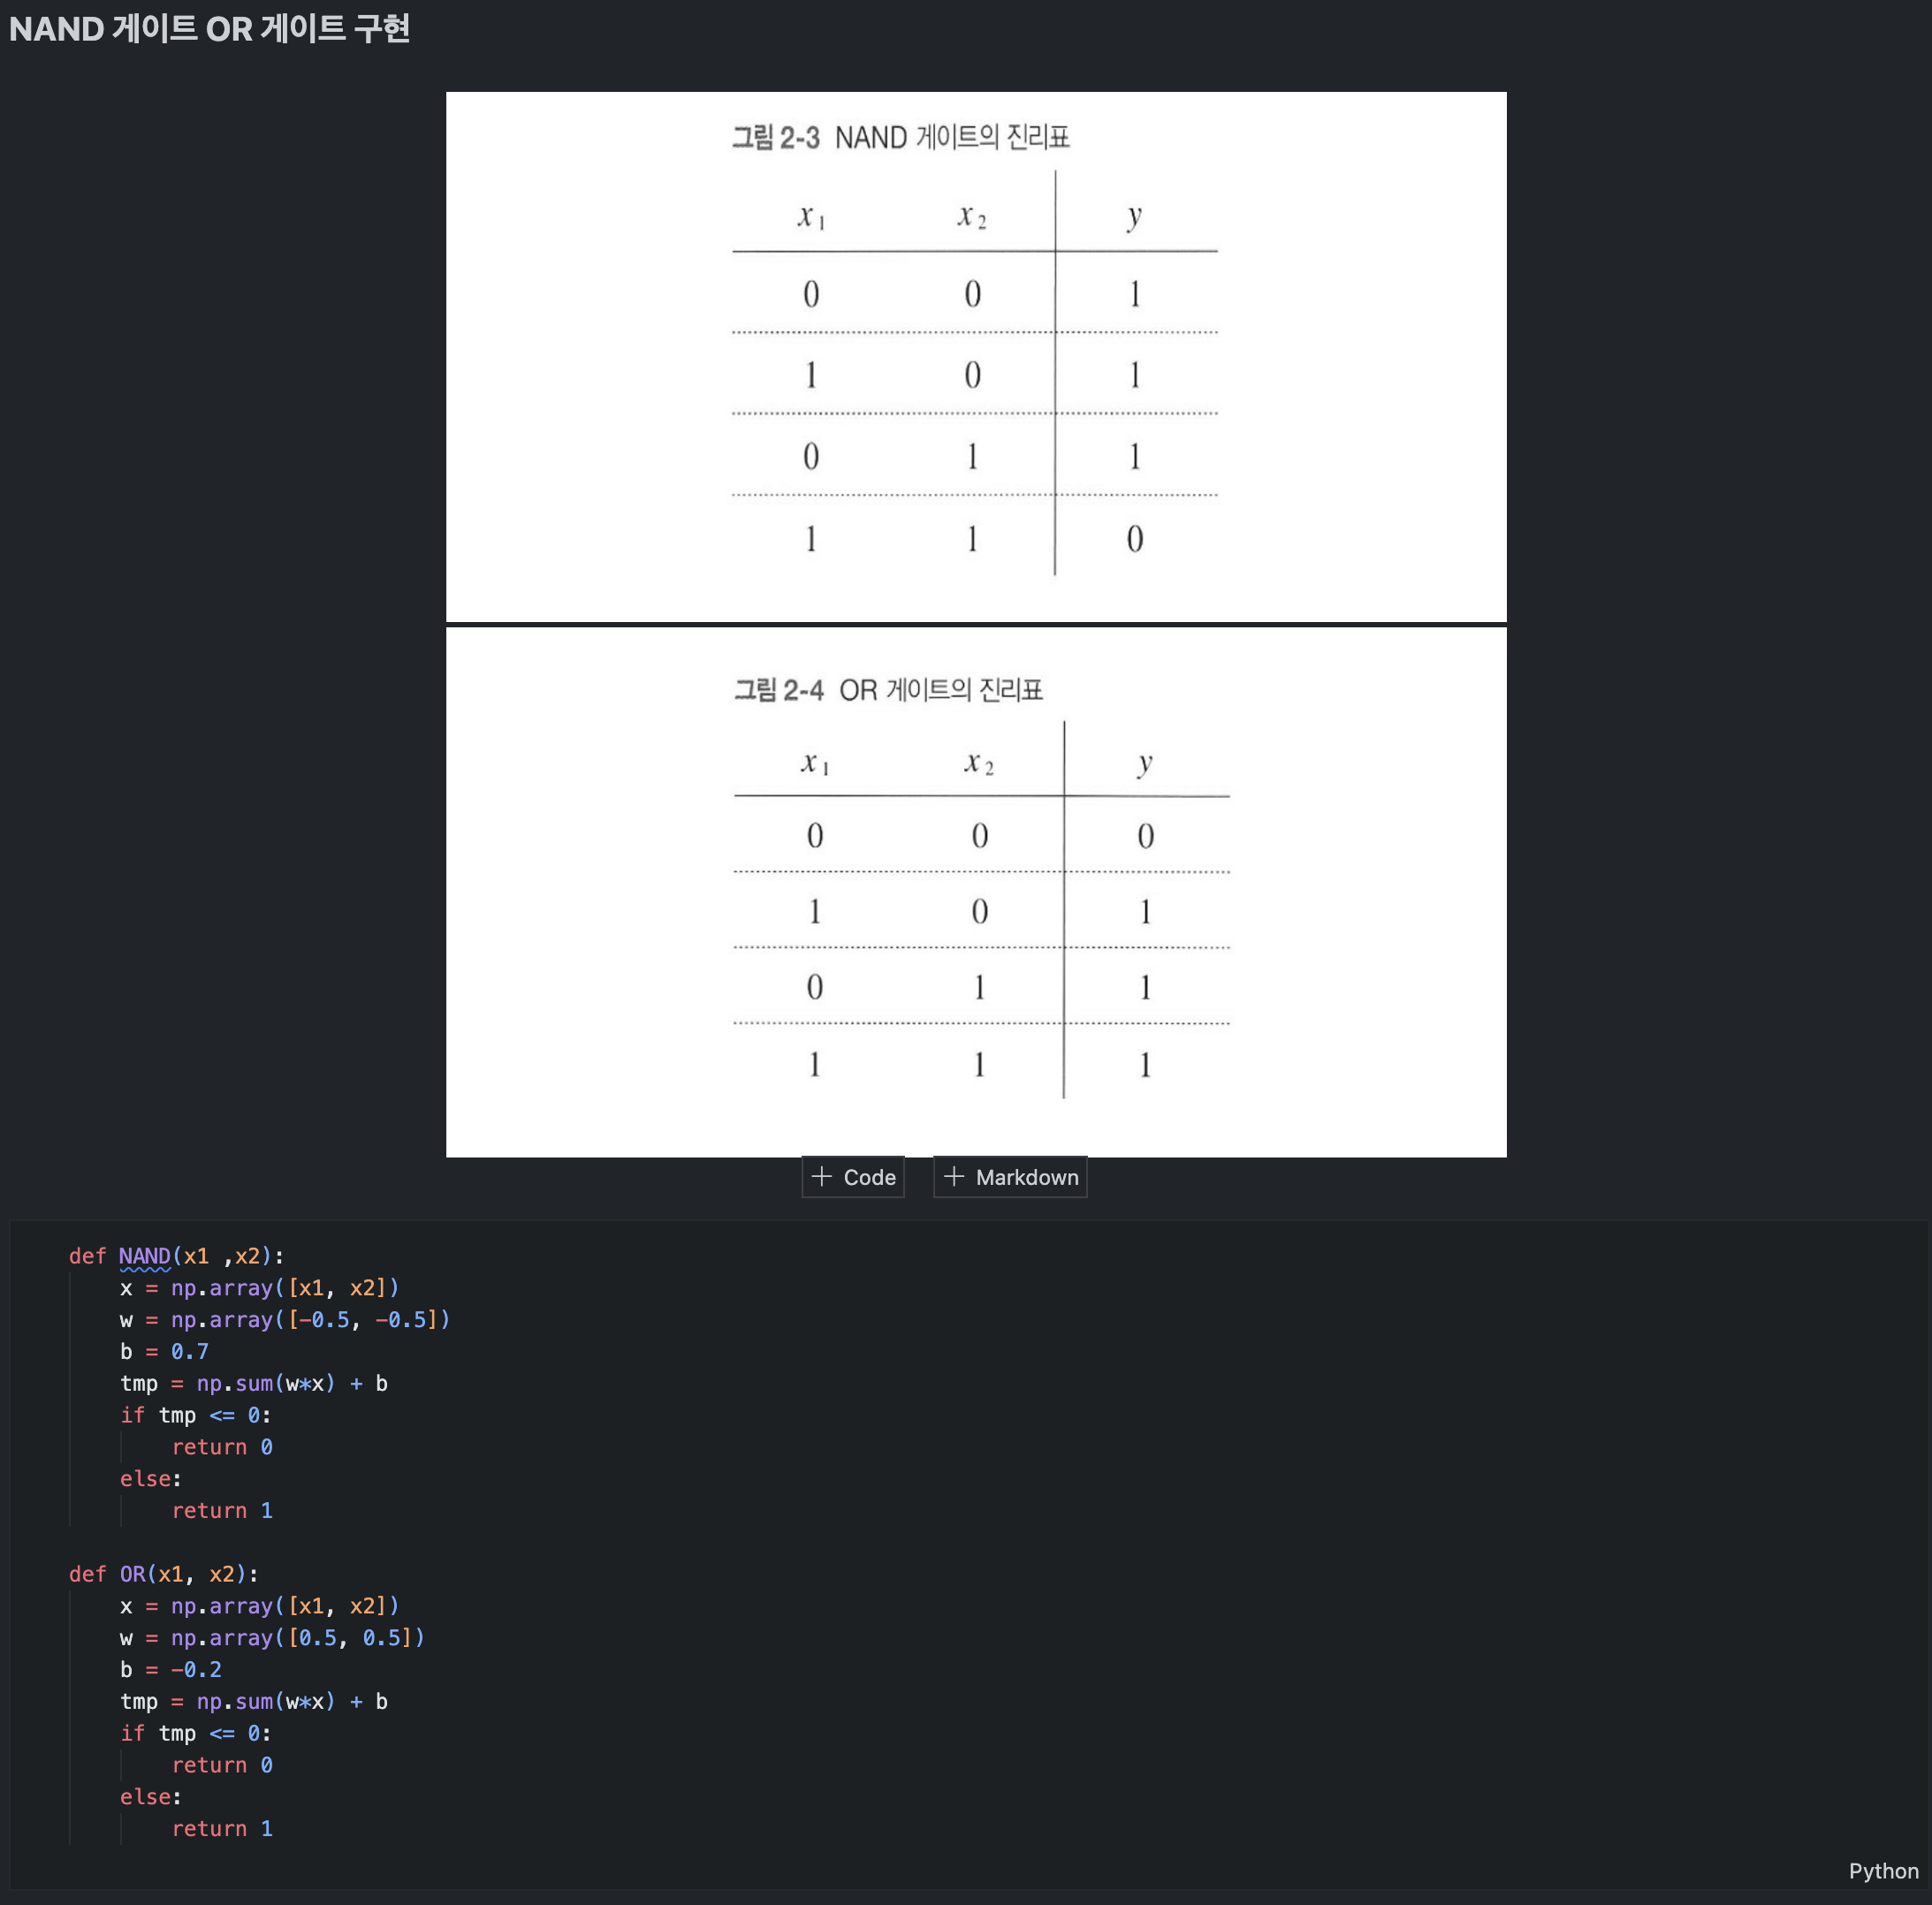 NAND 게이트 OR 게이트 구현
그림 2-3 NAND 게이트의 진리표
x1 x2 y
0 0 1
1 0 1
0 1 1
1 1 0
그림 2-4 OR 게이트의 진리표
x1 x2 y
0 0 0
1 0 1
0 1 1
1 1 1
+ Code + Markdown
def NAND(x1 ,x2):
    x = np.array([x1, x2])
    w = np.array([-0.5, -0.5])
    b = 0.7
    tmp = np.sum(w*x) + b
    if tmp <= 0:
        return 0
    else:
        return 1
def OR(x1, x2):
    x = np.array([x1, x2])
    w = np.array([0.5, 0.5])
    b = -0.2
    tmp = np.sum(w*x) + b
    if tmp <= 0:
        return 0
    else:
        return 1
Python